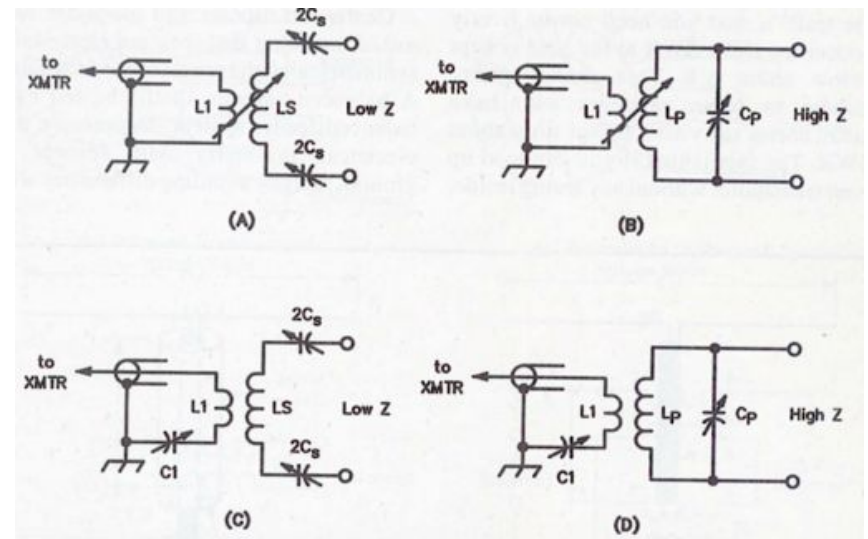 2Cs
to
XMTR
L1
LS
Low Z
2Cs
(A)
to
XMTR
L1
Lp
Cp
High Z
(B)
2Cs
to
XMTR
L1
LS
Low Z
C1
2Cs
(C)
to
XMTR
L1
Lp
Cp
High Z
C1
(D)